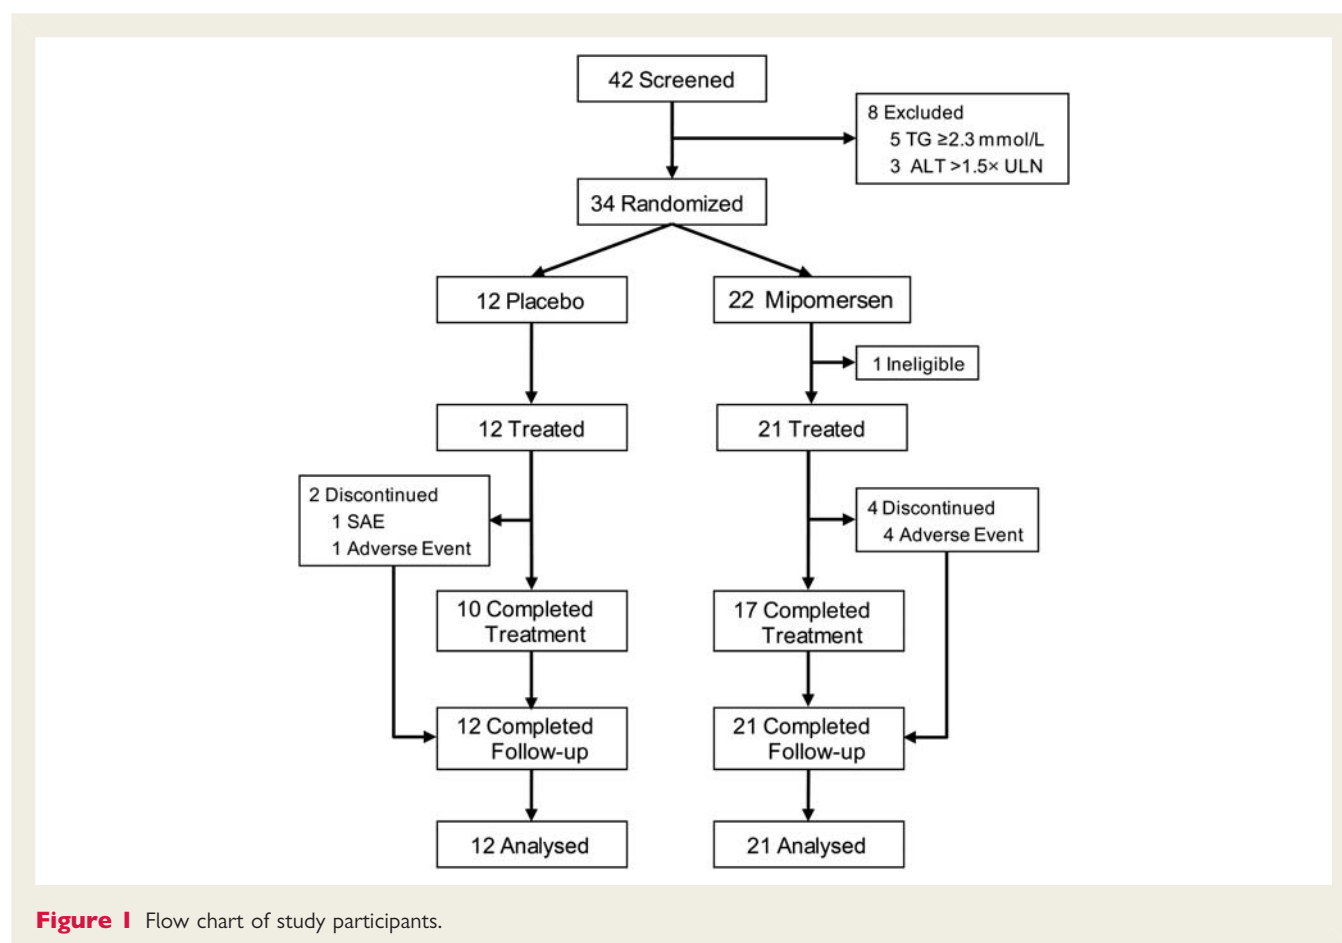 42 Screened
8 Excluded
5 TG ≥2.3 mmol/L
3 ALT >1.5× ULN
34 Randomized
12 Placebo
22 Mipomersen
1 Ineligible
12 Treated
21 Treated
2 Discontinued
1 SAE
1 Adverse Event
4 Discontinued
4 Adverse Event
10 Completed
Treatment
17 Completed
Treatment
12 Completed
Follow-up
21 Completed
Follow-up
12 Analysed
21 Analysed
Figure 1 Flow chart of study participants.